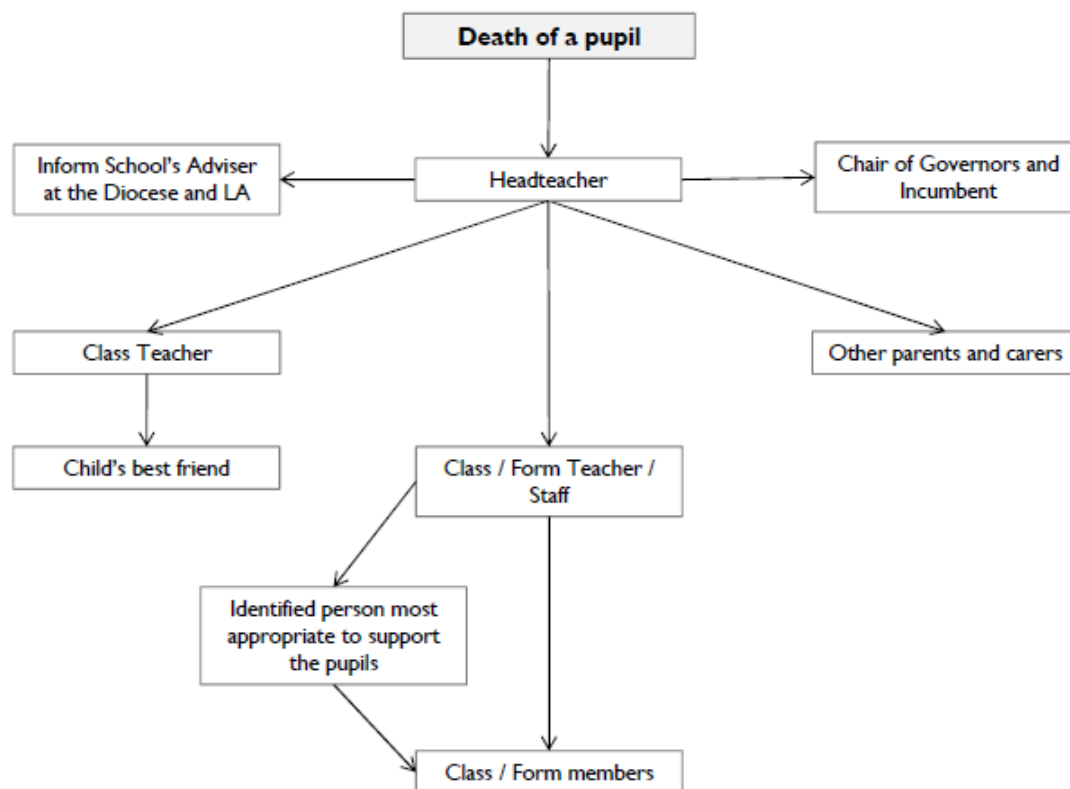 Death of a pupil
Inform School's Adviser
at the Diocese and LA
Headteacher
Chair of Governors and
Incumbent
Class Teacher
Other parents and carers
Child's best friend
Class / Form Teacher /
Staff
Identified person most
appropriate to support
the pupils
Class / Form members